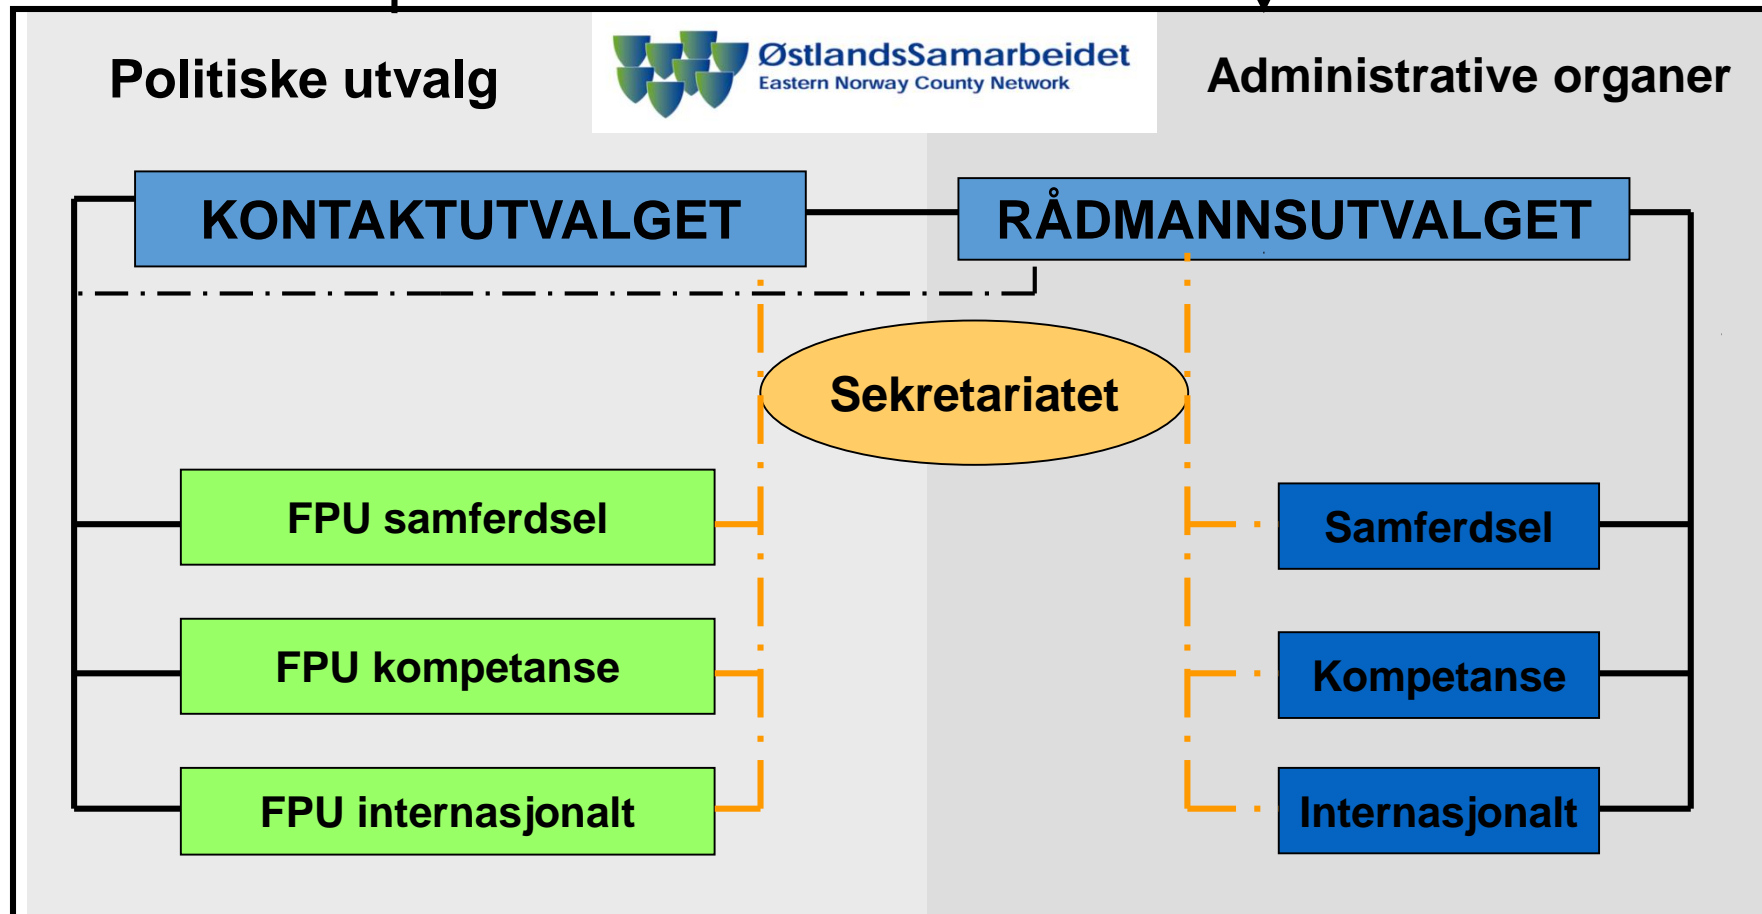 Politiske utvalg
ØstlandsSamarbeidet
Eastern Norway County Network
Administrative organer
KONTAKTUTVALGET
RÅDMANNSUTVALGET
Sekretariatet
FPU samferdsel
Samferdsel
FPU kompetanse
Kompetanse
FPU internasjonalt
Internasjonalt